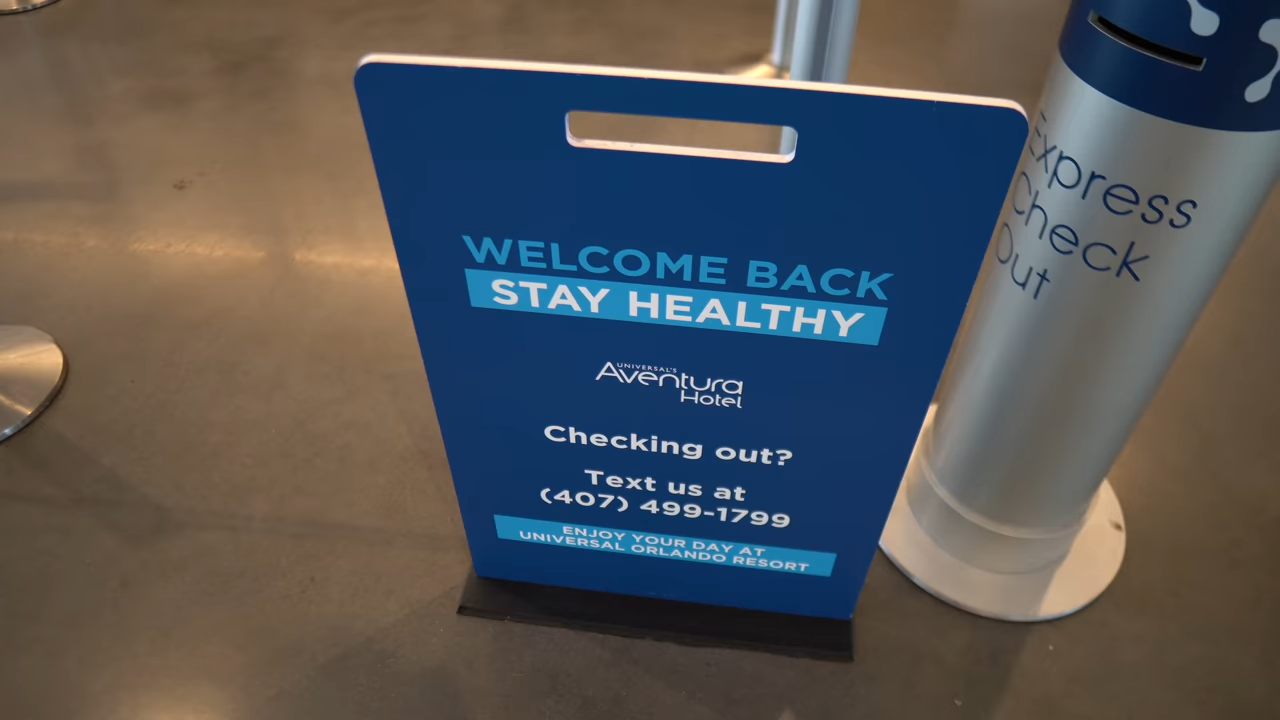 WELCOME BACK
STAY HEALTHY
UNIVERSAL'S
Aventura
Hotel
Checking out?
Text us at
(407) 499-1799
ENJOY YOUR DAY AT
UNIVERSAL ORLANDO RESORT
Express
Check
Out